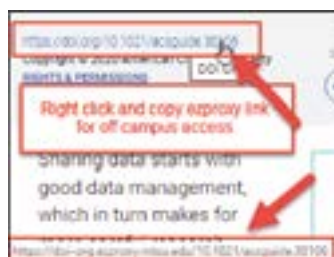 https://doi.org/10.1021/acsguide.30106
Copyright © 2020 American
RIGHTS & PERMISSIONS
Right click and copy ezproxy link
for off campus access
Sharing data starts with
good data management,
which in turn makes for
https://doi-org.ezproxy.mtsu.edu/10.1021/acsguide.30106